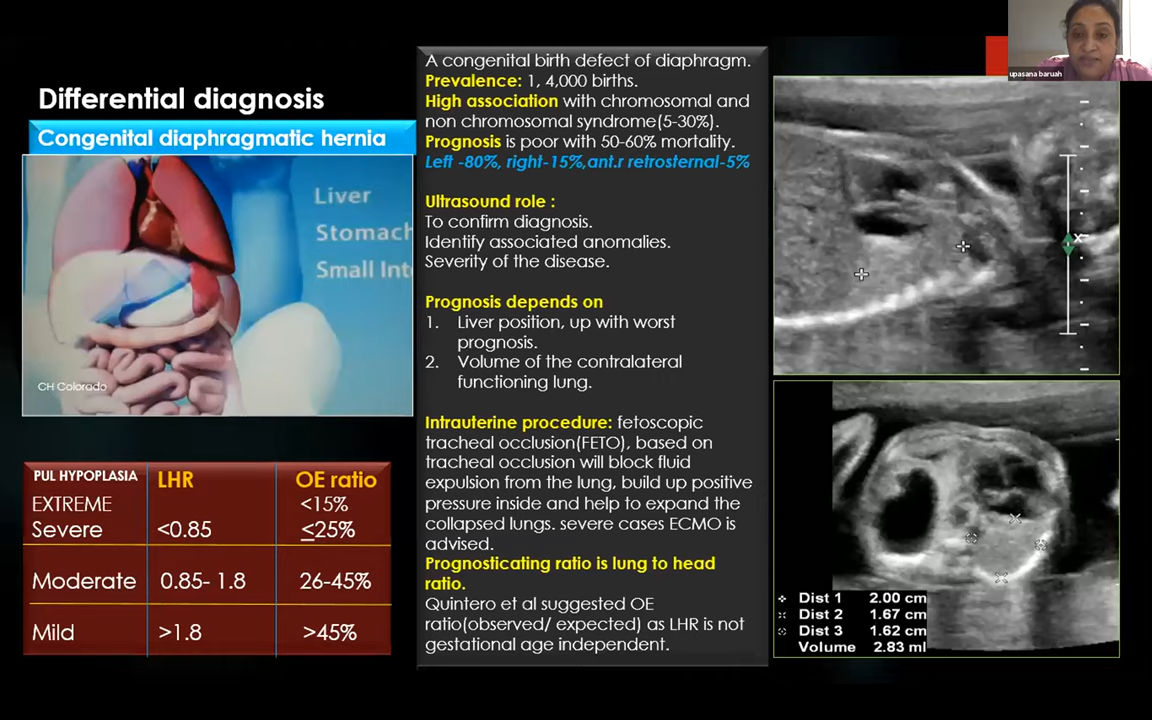 upasana baruah
Differential diagnosis
Congenital diaphragmatic hernia
Liver
Stomach
Small Int
CH Colorado
PUL HYPOPLASIA LHR OE ratio
EXTREME <15%
Severe <0.85 ≤25%
Moderate 0.85- 1.8 26-45%
Mild >1.8 >45%
A congenital birth defect of diaphragm.
Prevalence: 1, 4,000 births.
High association with chromosomal and
non chromosomal syndrome(5-30%).
Prognosis is poor with 50-60% mortality.
Left -80%, right-15%,ant.r retrosternal-5%
Ultrasound role :
To confirm diagnosis.
Identify associated anomalies.
Severity of the disease.
Prognosis depends on
1. Liver position, up with worst
prognosis.
2. Volume of the contralateral
functioning lung.
Intrauterine procedure: fetoscopic
tracheal occlusion(FETO), based on
tracheal occlusion will block fluid
expulsion from the lung, build up positive
pressure inside and help to expand the
collapsed lungs. severe cases ECMO is
advised.
Prognosticating ratio is lung to head
ratio.
Quintero et al suggested OE
ratio(observed/ expected) as LHR is not
gestational age independent.
Dist 1 2.00 cm
Dist 2 1.67 cm
Dist 3 1.62 cm
Volume 2.83 ml